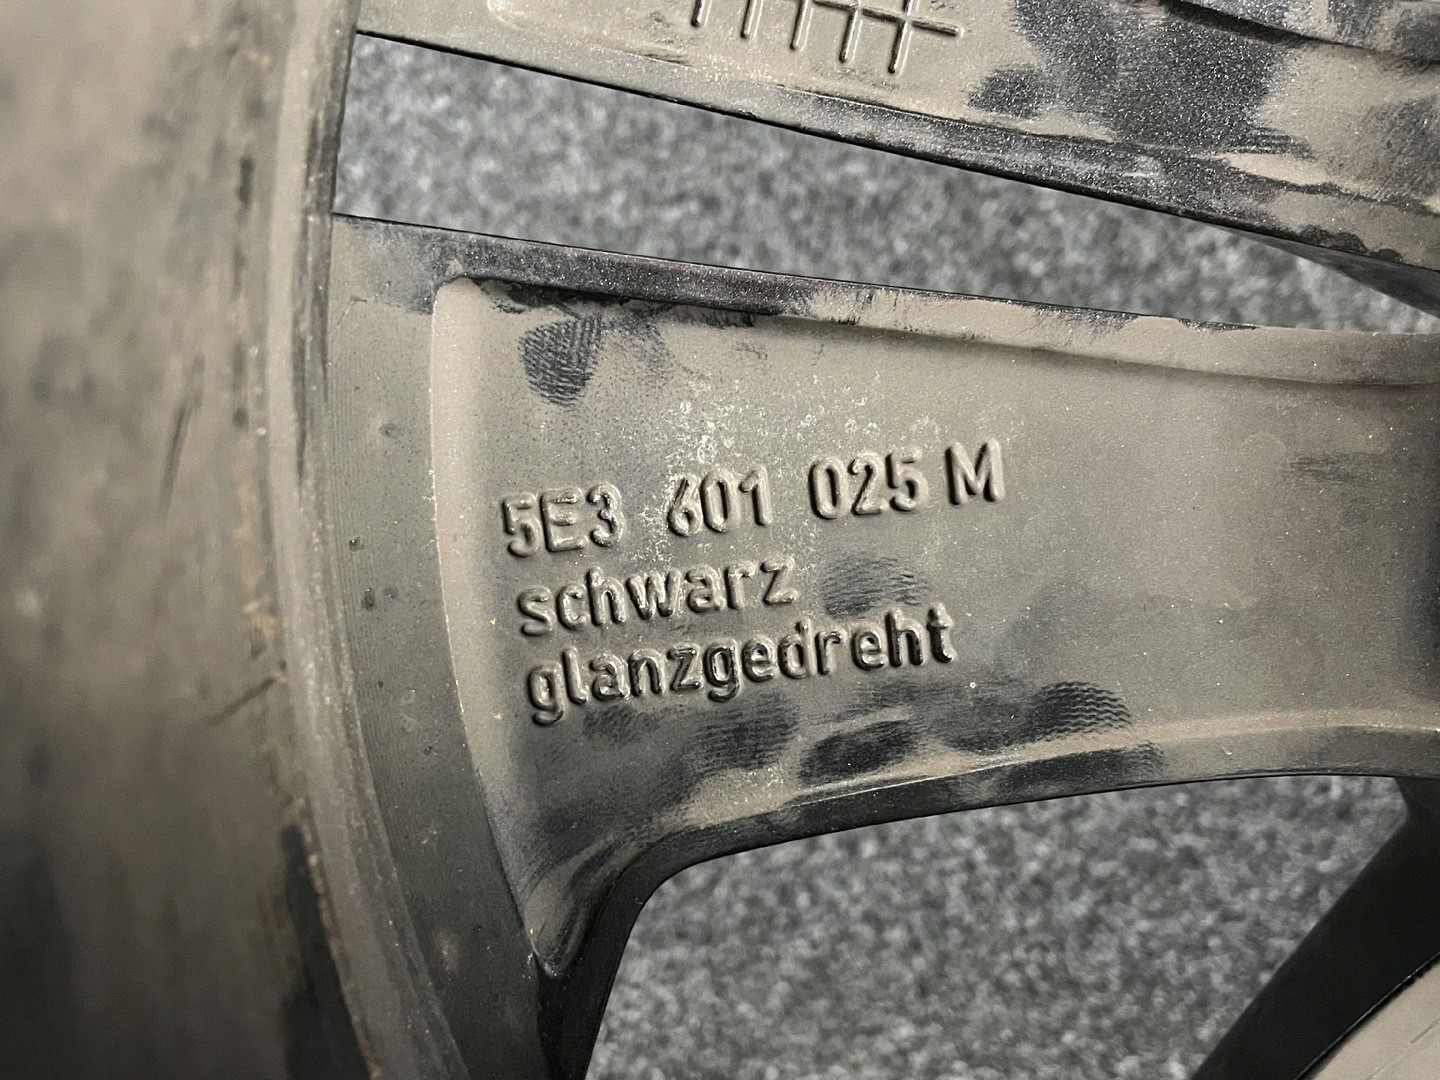 5E3 601 025 M
schwarz
glanzgedreht